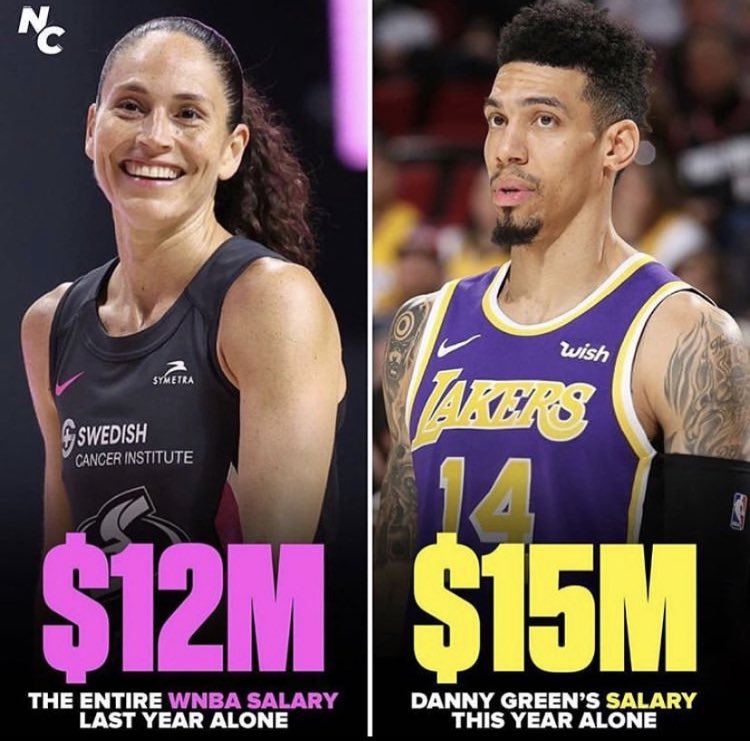 NC
SYMETRA
SWEDISH
CANCER INSTITUTE
wish
LAKERS
14
$12M
THE ENTIRE WNBA SALARY
LAST YEAR ALONE
$15M
DANNY GREEN'S SALARY
THIS YEAR ALONE